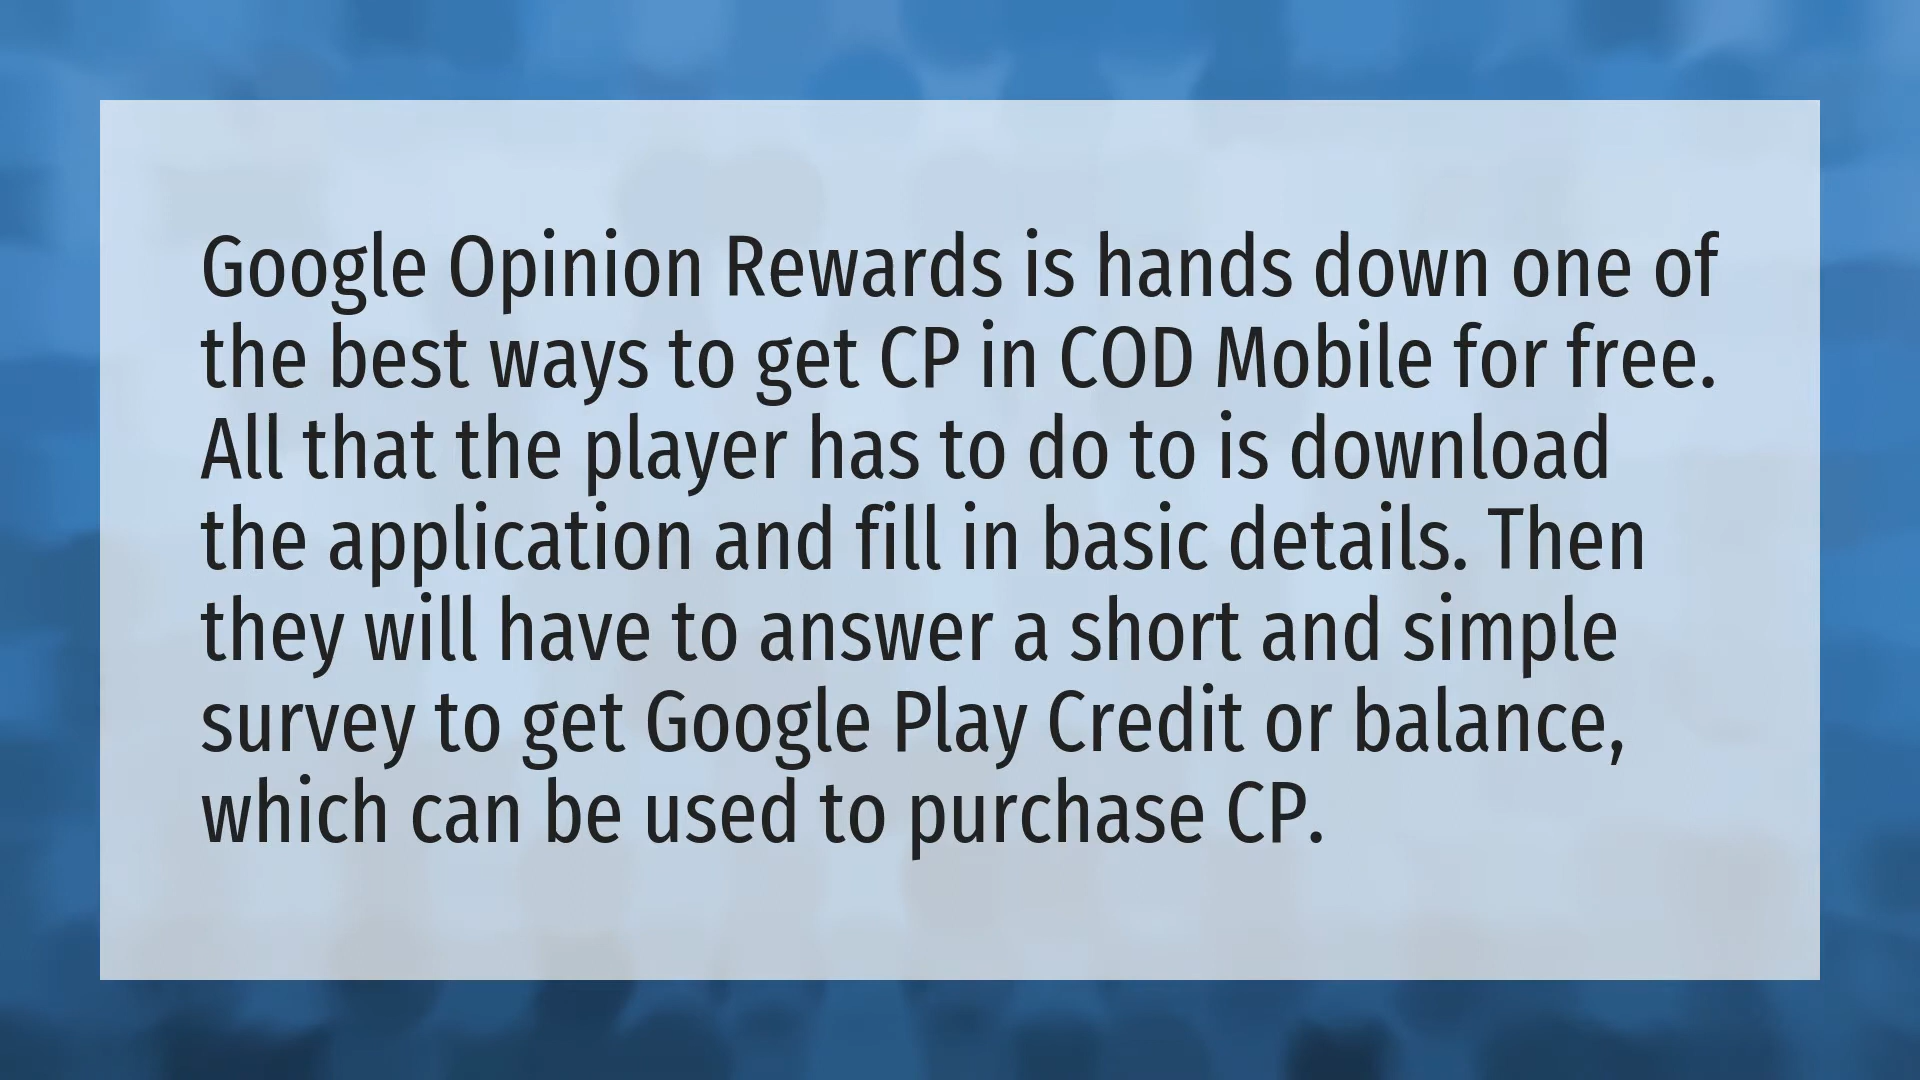 Google Opinion Rewards is hands down one of
the best ways to get CP in COD Mobile for free.
All that the player has to do to is download
the application and fill in basic details. Then
they will have to answer a short and simple
survey to get Google Play Credit or balance,
which can be used to purchase CP.